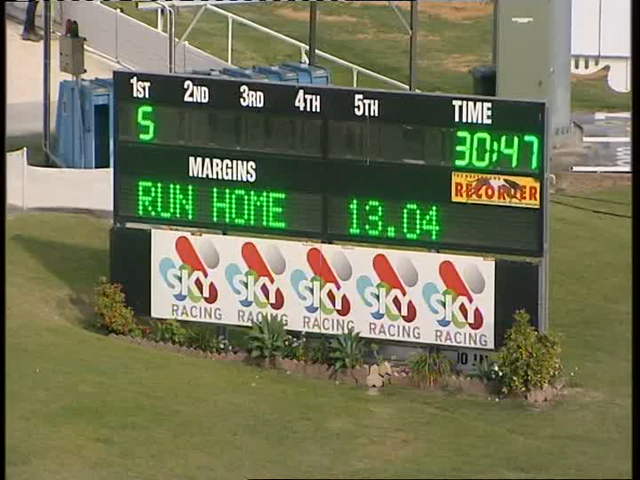 1ST 2ND 3RD 4TH 5TH TIME
5 30:47
MARGINS
RECORDER
RUN HOME 13.04
SKY RACING SKY RACING SKY RACING SKY RACING SKY RACING